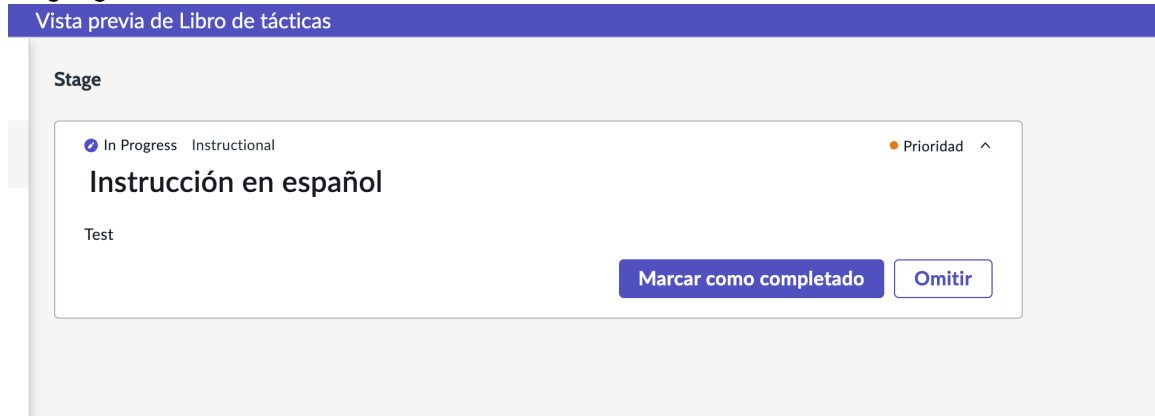 Vista previa de Libro de tácticas
Stage
In Progress Instructional Prioridad
Instrucción en español
Test
Marcar como completado Omitir